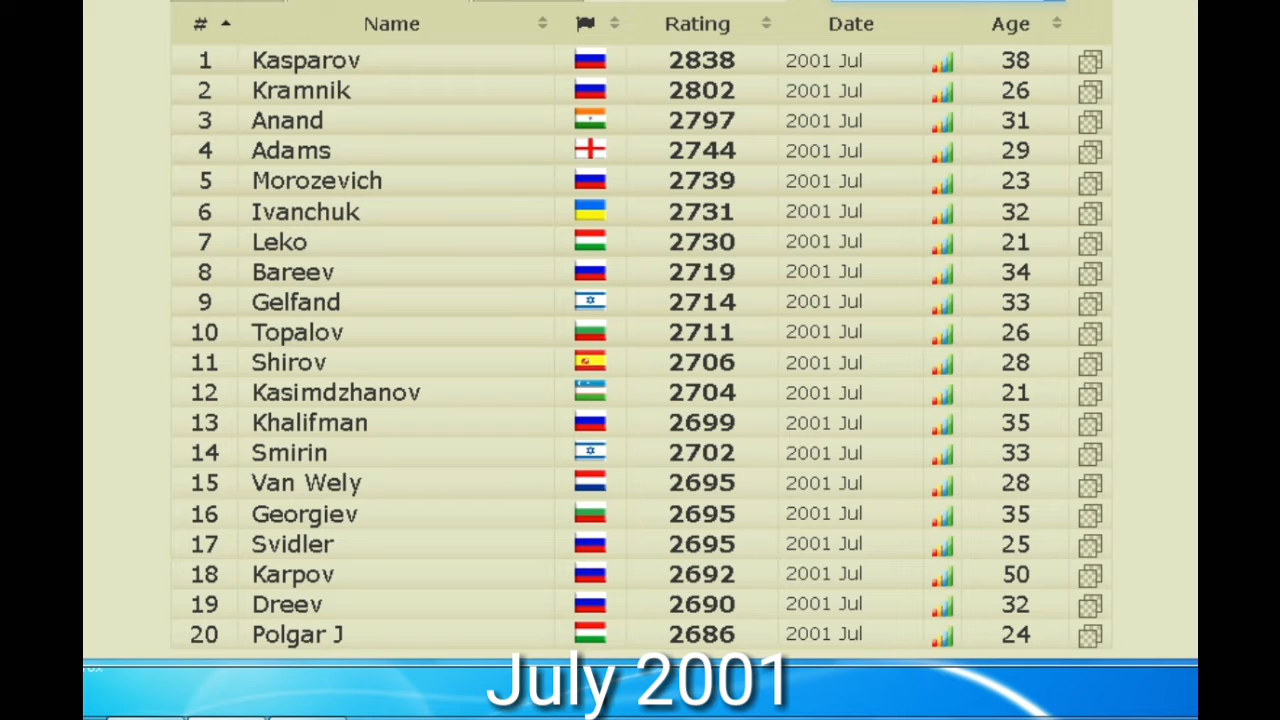 # Name Rating Date Age
1 Kasparov 2838 2001 Jul 38
2 Kramnik 2802 2001 Jul 26
3 Anand 2797 2001 Jul 31
4 Adams 2744 2001 Jul 29
5 Morozevich 2739 2001 Jul 23
6 Ivanchuk 2731 2001 Jul 32
7 Leko 2730 2001 Jul 21
8 Bareev 2719 2001 Jul 34
9 Gelfand 2714 2001 Jul 33
10 Topalov 2711 2001 Jul 26
11 Shirov 2706 2001 Jul 28
12 Kasimdzhanov 2704 2001 Jul 21
13 Khalifman 2699 2001 Jul 35
14 Smirin 2702 2001 Jul 33
15 Van Wely 2695 2001 Jul 28
16 Georgiev 2695 2001 Jul 35
17 Svidler 2695 2001 Jul 25
18 Karpov 2692 2001 Jul 50
19 Dreev 2690 2001 Jul 32
20 Polgar J 2686 2001 Jul 24
July 2001